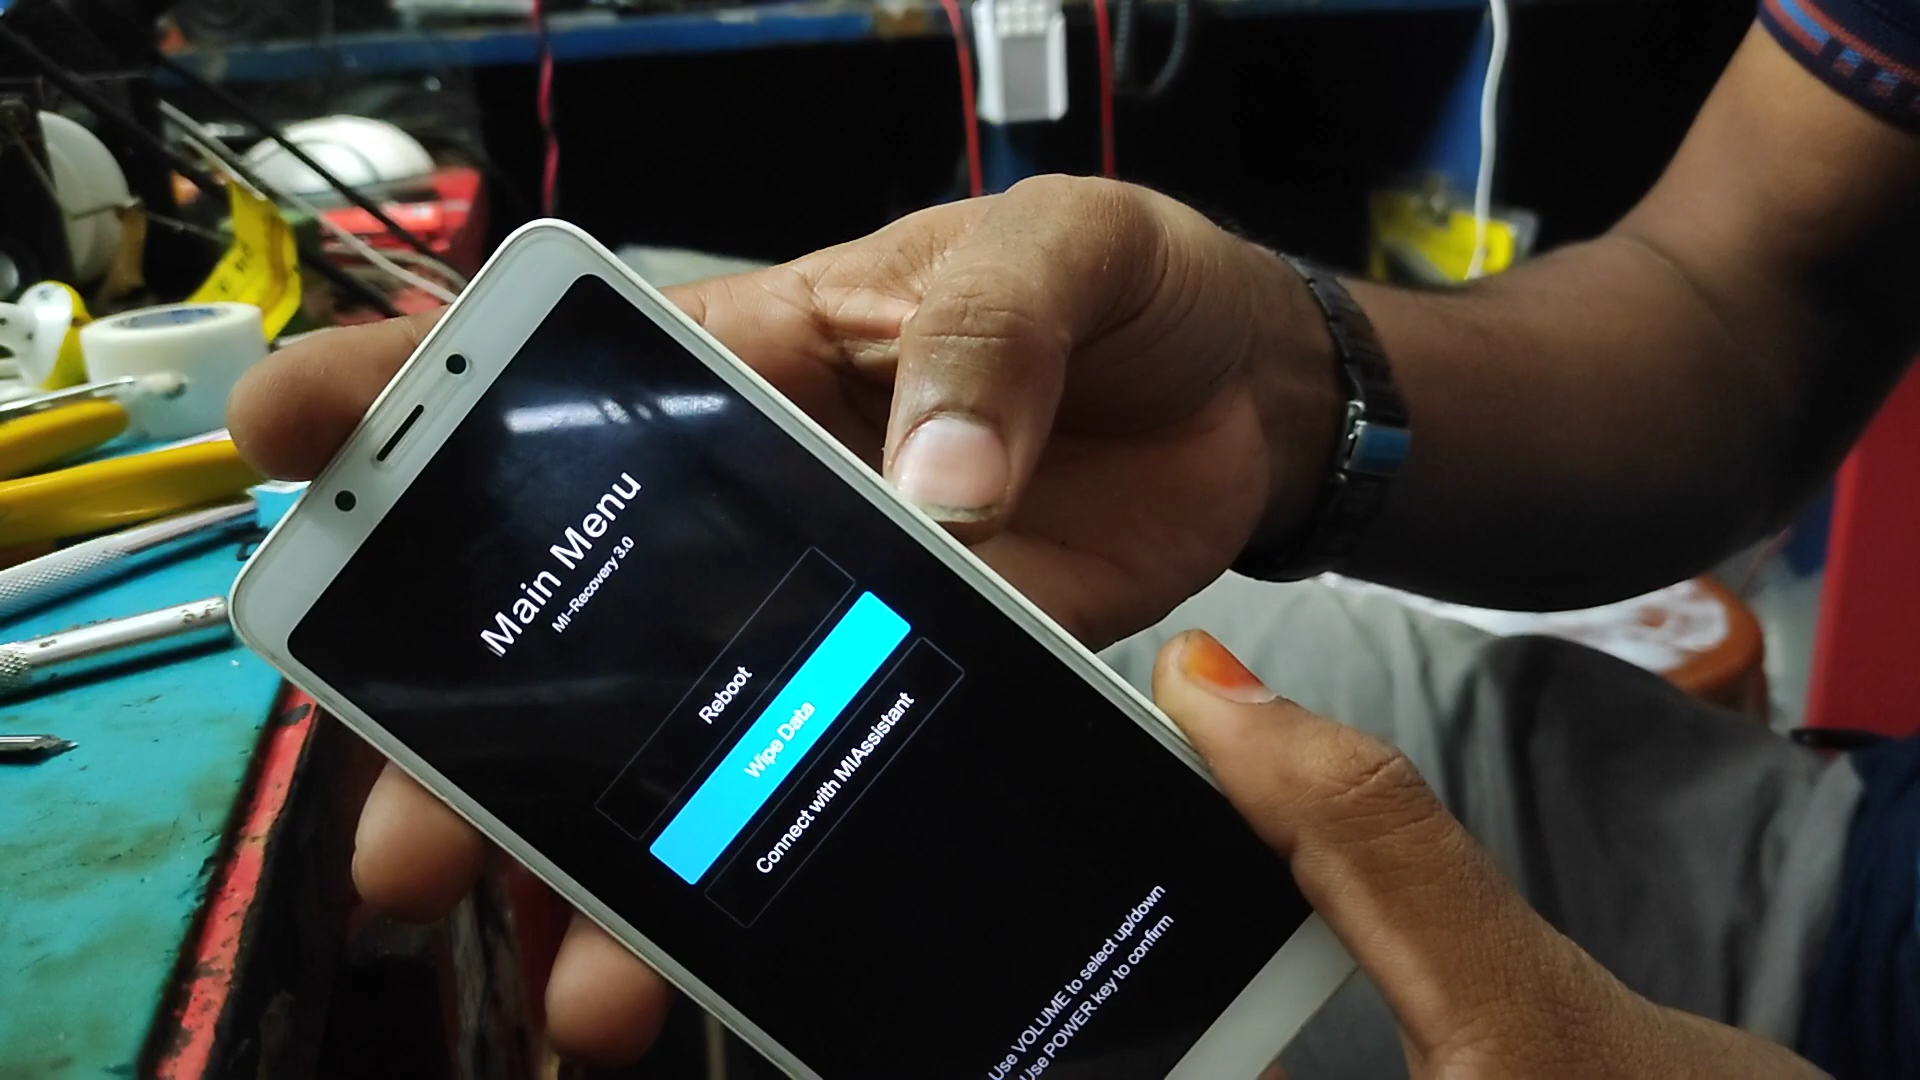 Main Menu
MI-Recovery 3.0
Reboot
Wipe Data
Connect with MIAssistant
Use VOLUME to select up/down
Use POWER key to confirm